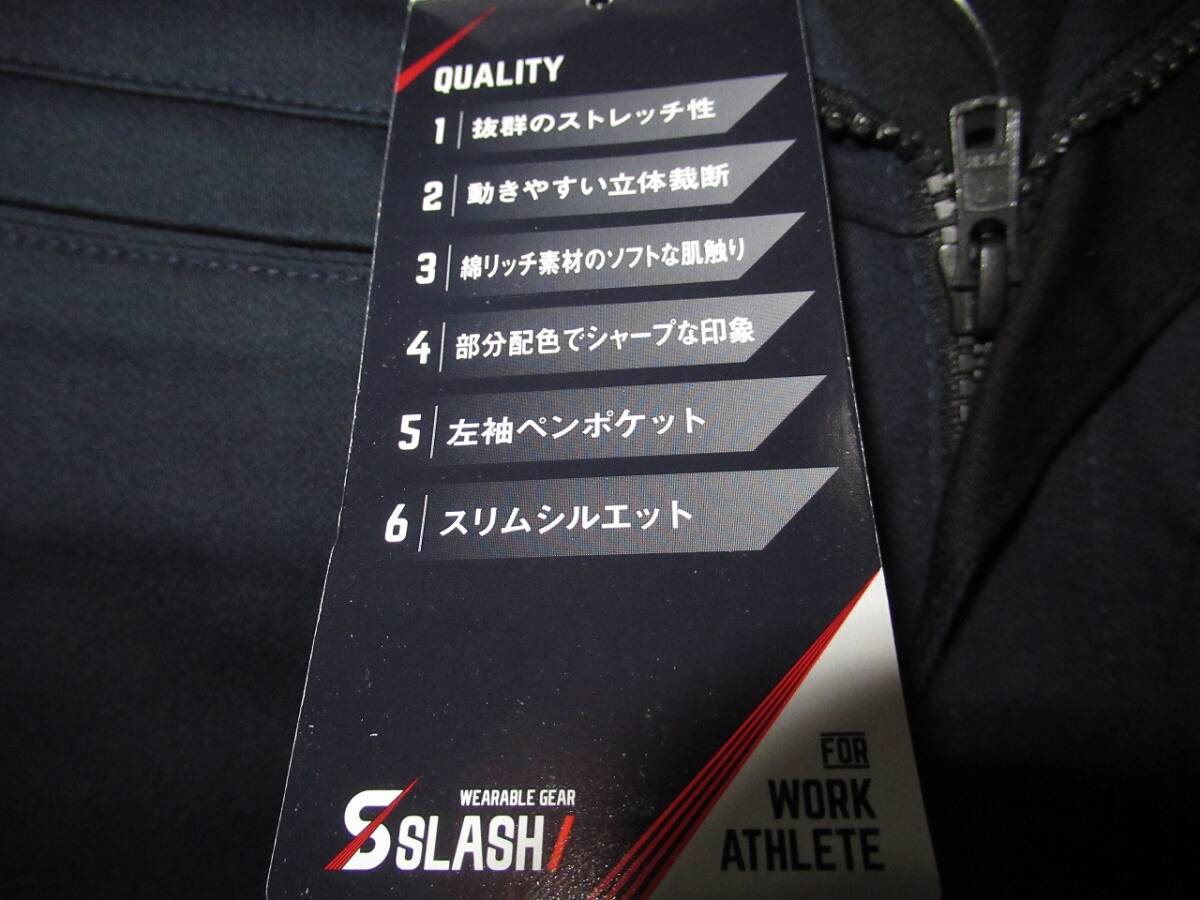 QUALITY
1 抜群のストレッチ性
2 動きやすい立体裁断
3 綿リッチ素材のソフトな肌触り
4 部分配色でシャープな印象
5 左袖ペンポケット
6 スリムシルエット
WEARABLE GEAR
S SLASH/
FOR
WORK
ATHLETE